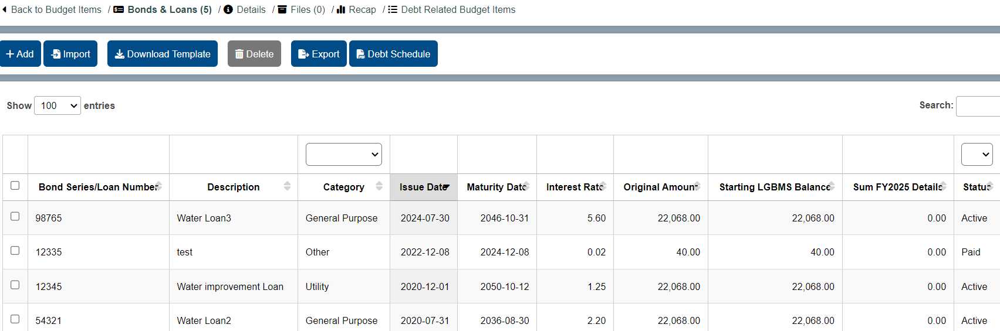 Back to Budget Items / Bonds & Loans (5) / Details / Files (0) / Recap / Debt Related Budget Items
Add Import Download Template Delete Export Debt Schedule
Show 100 entries Search:
Bond Series/Loan Number Description Category Issue Date Maturity Date Interest Rate Original Amount Starting LGBMS Balance Sum FY2025 Details Status
98765 Water Loan3 General Purpose 2024-07-30 2046-10-31 5.60 22,068.00 22,068.00 0.00 Active
12335 test Other 2022-12-08 2024-12-08 0.02 40.00 40.00 0.00 Paid
12345 Water improvement Loan Utility 2020-12-01 2050-10-12 1.25 22,068.00 22,068.00 0.00 Active
54321 Water Loan2 General Purpose 2020-07-31 2036-08-30 2.20 22,068.00 22,068.00 0.00 Active